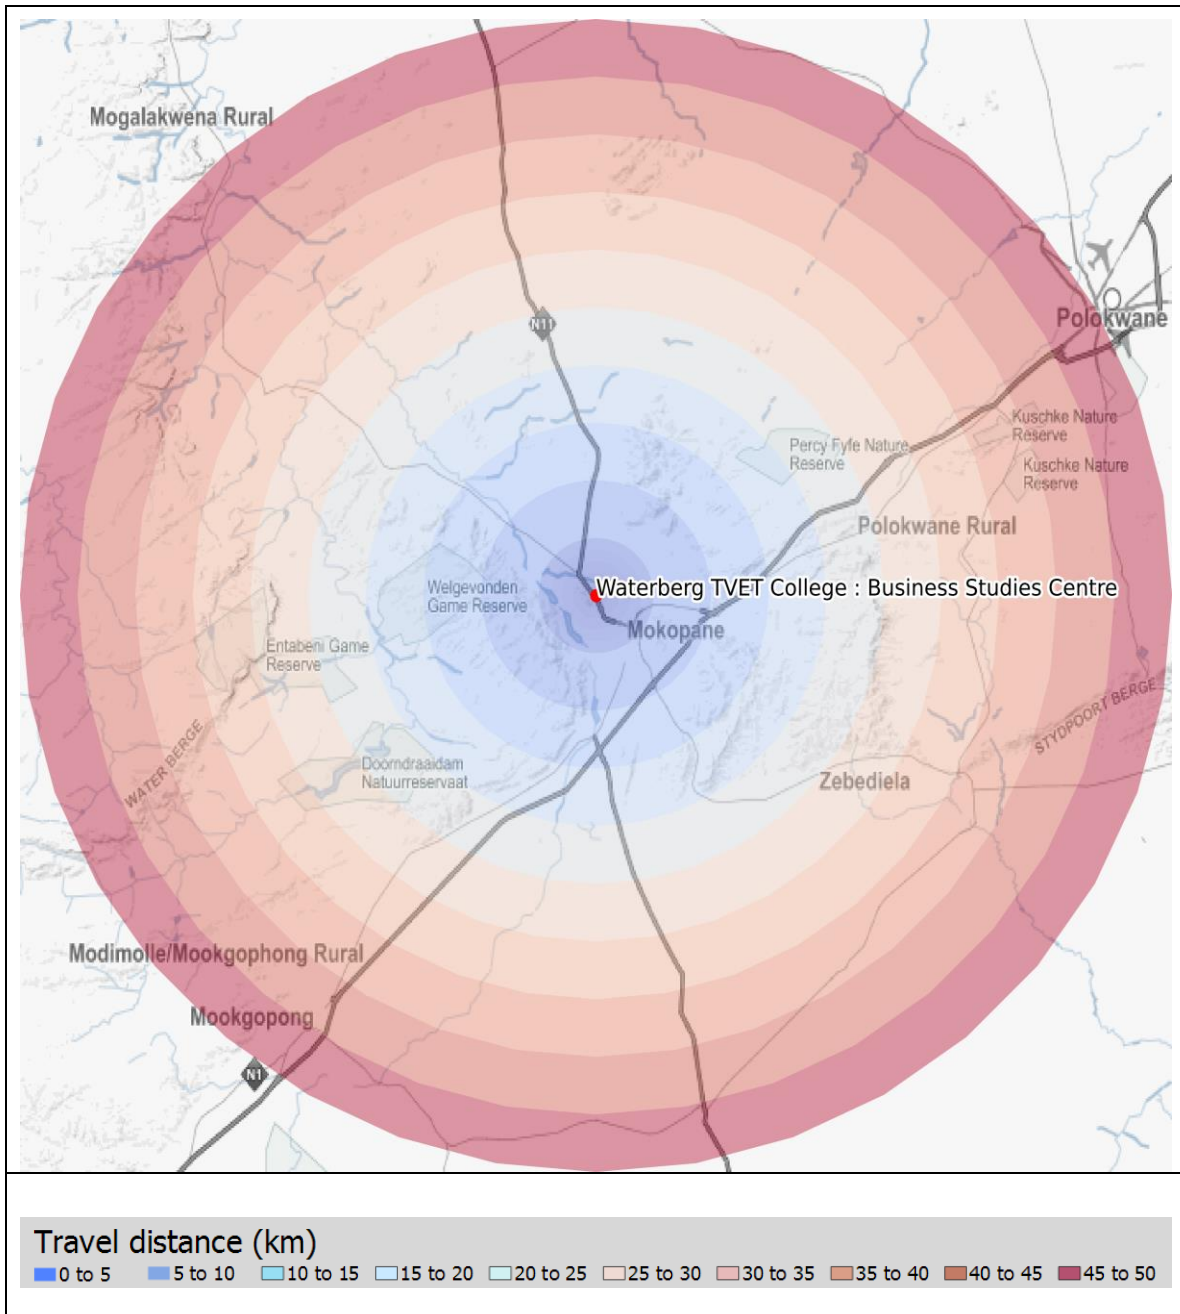 Mogalakwena Rural
N11
Polokwane
Kuschke Nature
Reserve
Percy Fyfe Nature
Reserve
Kuschke Nature
Reserve
Polokwane Rural
Waterberg TVET College : Business Studies Centre
Welgevonden
Game Reserve
Mokopane
Entabeni Game
Reserve
STYDPOORT BERGE
WATER BERGE
Doorndraaidam
Natuurreservaat
Zebediela
Modimolle/Mookgophong Rural
Mookgopong
N1
Travel distance (km)
0 to 5 5 to 10 10 to 15 15 to 20 20 to 25 25 to 30 30 to 35 35 to 40 40 to 45 45 to 50